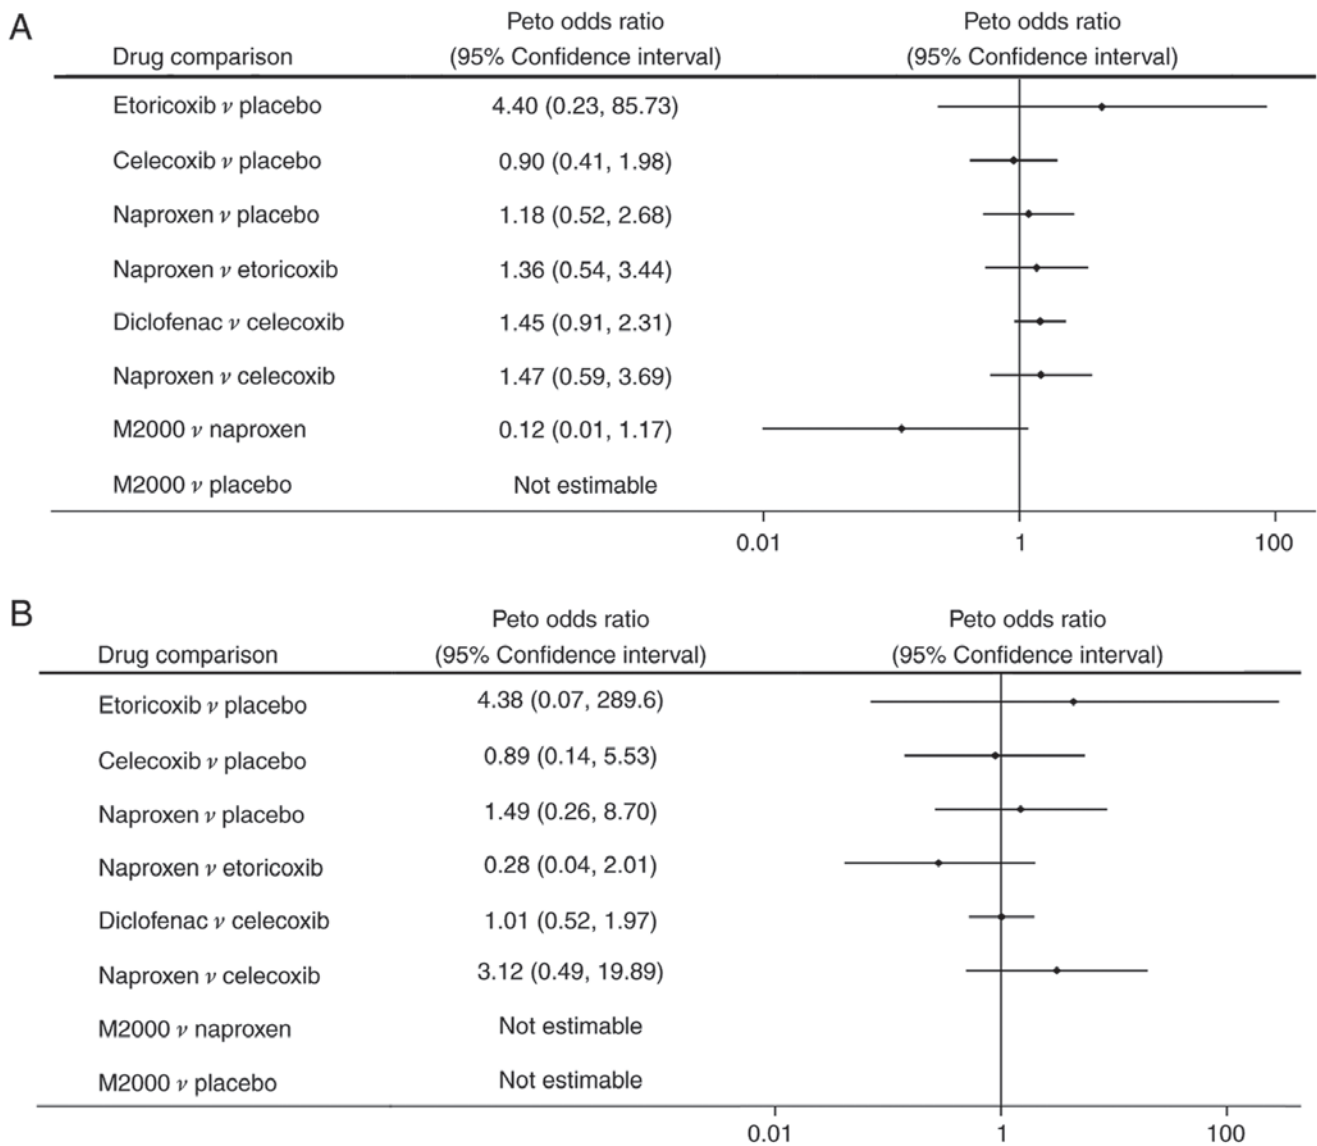 A
Peto odds ratio Peto odds ratio
Drug comparison (95% Confidence interval) (95% Confidence interval)
Etoricoxib ν placebo 4.40 (0.23, 85.73)
Celecoxib ν placebo 0.90 (0.41, 1.98)
Naproxen ν placebo 1.18 (0.52, 2.68)
Naproxen ν etoricoxib 1.36 (0.54, 3.44)
Diclofenac ν celecoxib 1.45 (0.91, 2.31)
Naproxen ν celecoxib 1.47 (0.59, 3.69)
M2000 ν naproxen 0.12 (0.01, 1.17)
M2000 ν placebo Not estimable
0.01 1 100
B
Peto odds ratio Peto odds ratio
Drug comparison (95% Confidence interval) (95% Confidence interval)
Etoricoxib ν placebo 4.38 (0.07, 289.6)
Celecoxib ν placebo 0.89 (0.14, 5.53)
Naproxen ν placebo 1.49 (0.26, 8.70)
Naproxen ν etoricoxib 0.28 (0.04, 2.01)
Diclofenac ν celecoxib 1.01 (0.52, 1.97)
Naproxen ν celecoxib 3.12 (0.49, 19.89)
M2000 ν naproxen Not estimable
M2000 ν placebo Not estimable
0.01 1 100